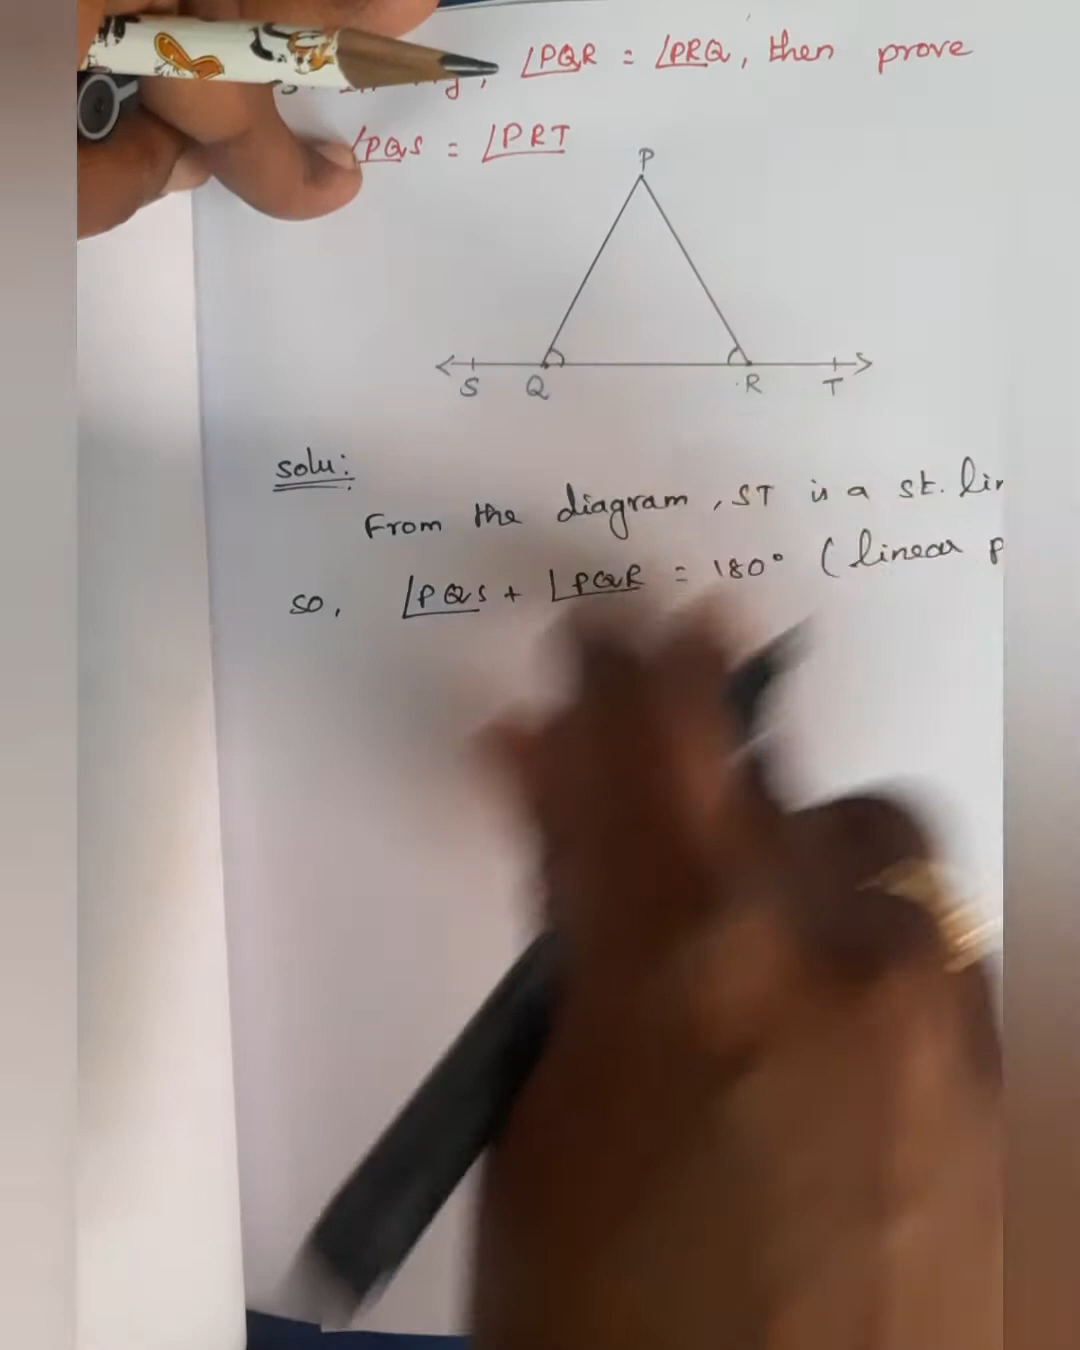 ∠PQR = ∠PRQ, then prove
∠PQS = ∠PRT
P
S Q R T
Solu:
From the diagram, ST is a st.
so, ∠PQS + ∠PQR = 180° (linear